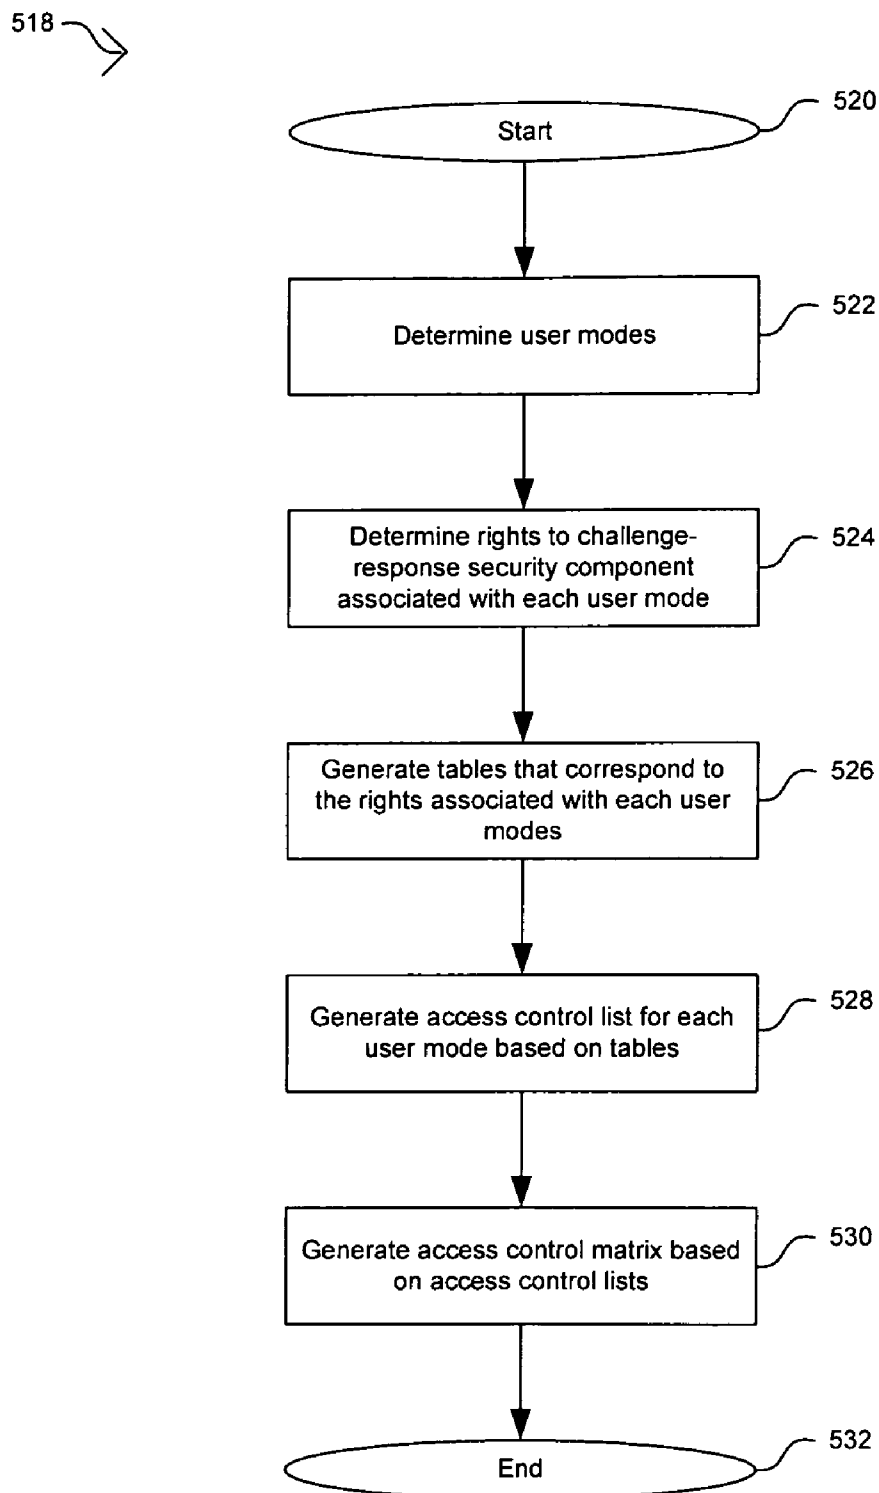 518
520
Start
522
Determine user modes
524
Determine rights to challenge-
response security component
associated with each user mode
526
Generate tables that correspond to
the rights associated with each user
modes
528
Generate access control list for each
user mode based on tables
530
Generate access control matrix based
on access control lists
532
End